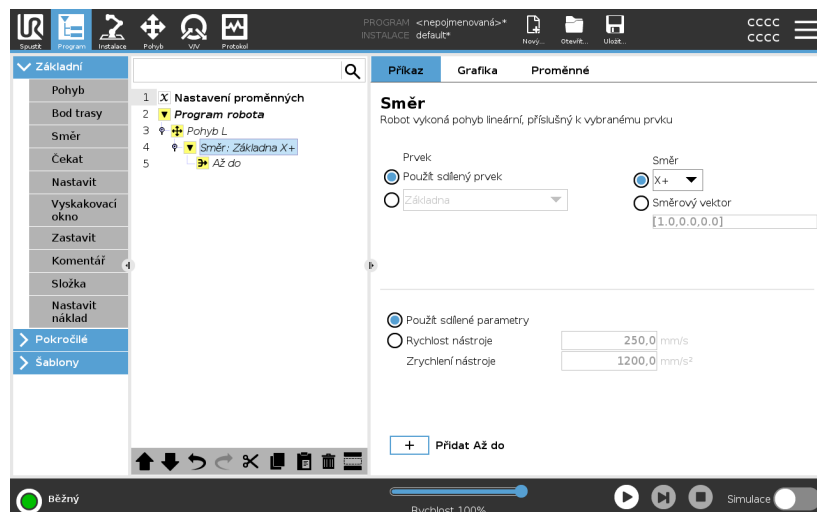 PROGRAM <nepojmenovaná>*
INSTALACE default*
CCCC
CCCC
Spustit Program Instalace Pohyb V/V Protokol
Nový... Otevřít... Uložit...
Základní
Pohyb
Bod trasy
Směr
Čekat
Nastavit
Vyskakovací
okno
Zastavit
Komentář
Složka
Nastavit
náklad
Pokročilé
Šablony
1 X Nastavení proměnných
2 Program robota
3 Pohyb L
4 Směr: Základna X+
5 Až do
Příkaz Grafika Proměnné
Směr
Robot vykoná pohyb lineární, příslušný k vybranému prvku
Prvek
Použít sdílený prvek
Základna
Směr
X+
Směrový vektor
[1.0,0.0,0.0]
Použít sdílené parametry
Rychlost nástroje 250,0 mm/s
Zrychlení nástroje 1200,0 mm/s²
+ Přidat Až do
Běžný
Rychlost 100%
Simulace